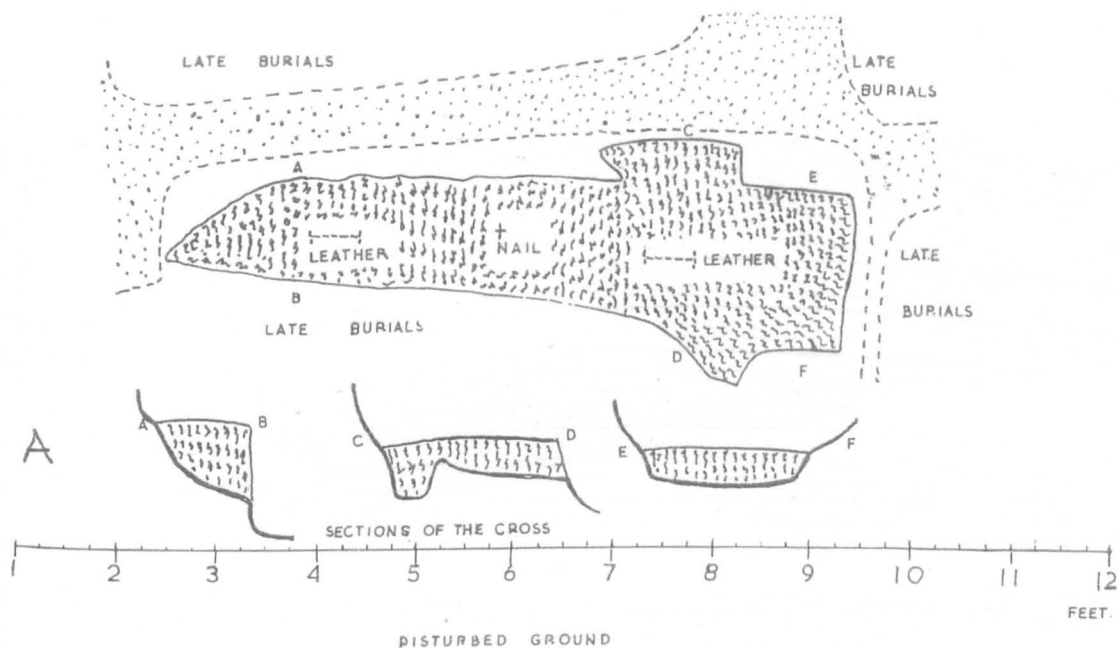 LATE BURIALS
LATE
BURIALS
C
A
E
NAIL
LEATHER
LEATHER
B
LATE BURIALS
LATE
BURIALS
D
F
A
A B
C D
E F
SECTIONS OF THE CROSS
1 2 3 4 5 6 7 8 9 10 11 12
FEET.
DISTURBED GROUND